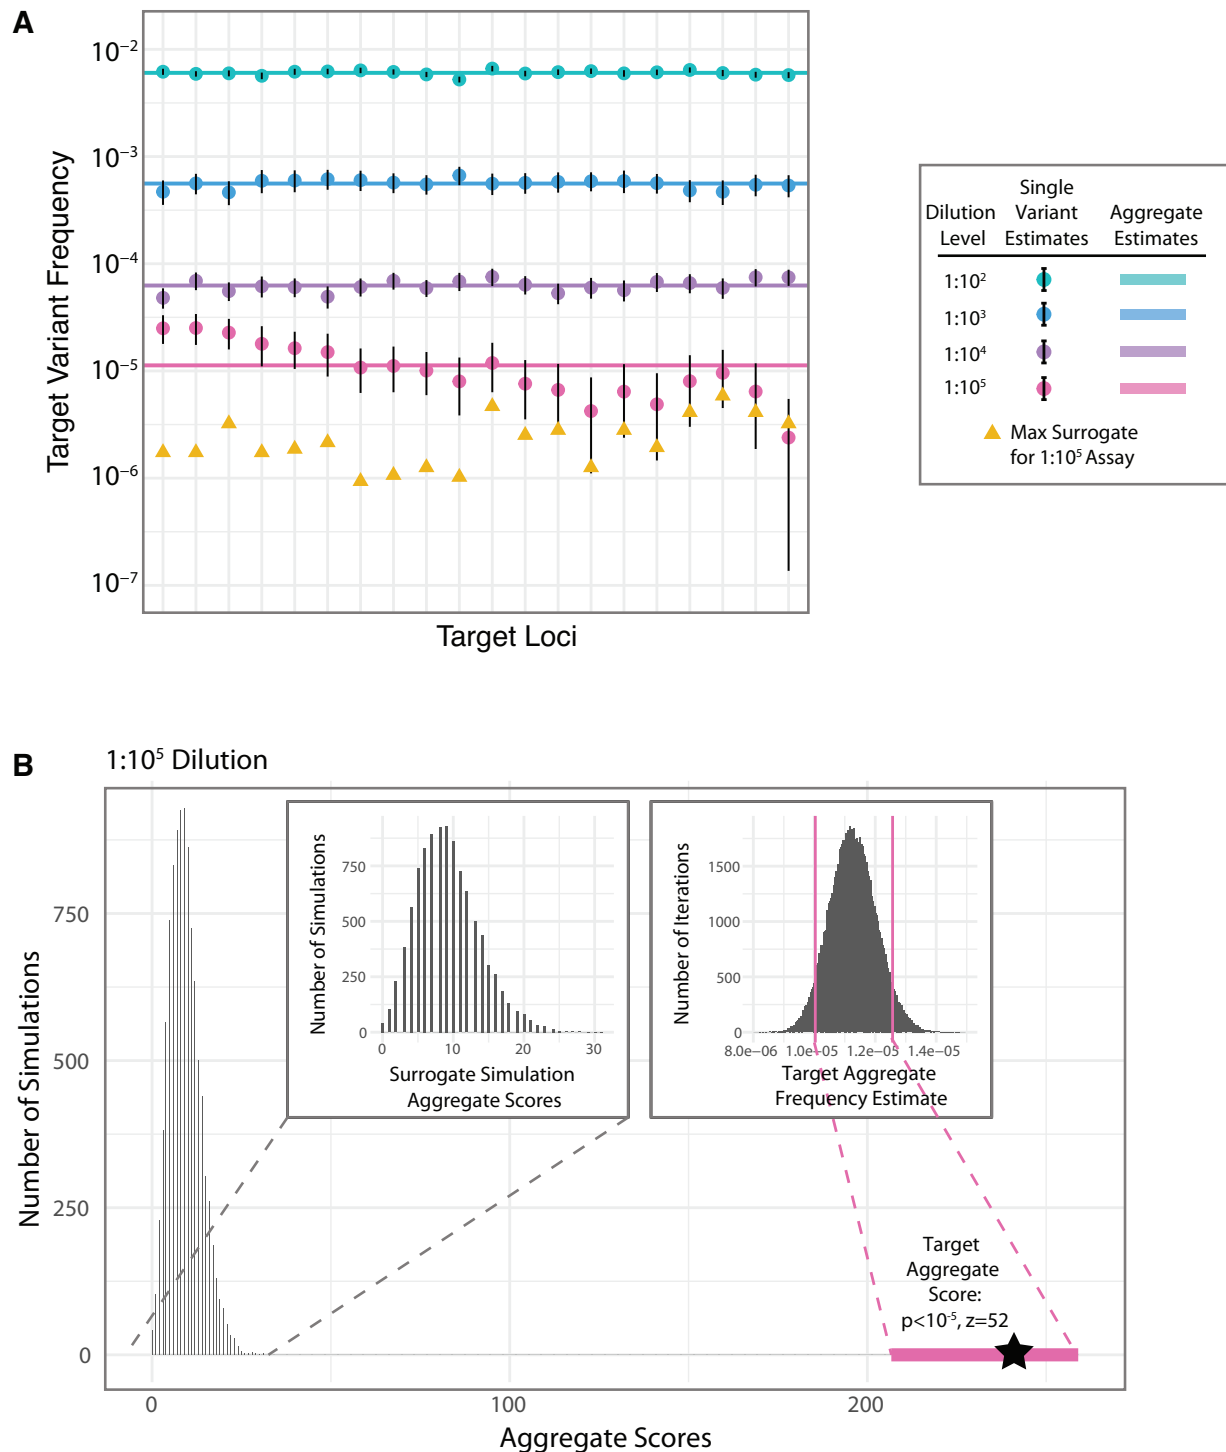 A
10⁻²
10⁻³
10⁻⁴
10⁻⁵
10⁻⁶
10⁻⁷
Target Variant Frequency
Target Loci
Dilution Level
Single Variant Estimates
Aggregate Estimates
1:10²
1:10³
1:10⁴
1:10⁵
Max Surrogate
for 1:10⁵ Assay
B
1:10⁵ Dilution
Number of Simulations
750
500
250
0
0
100
200
Aggregate Scores
Number of Simulations
750
500
250
0
0
10
20
30
Surrogate Simulation
Aggregate Scores
Number of Iterations
1500
1000
500
0
8.0e−06
1.0e−05
1.2e−05
1.4e−05
Target Aggregate
Frequency Estimate
Target
Aggregate
Score:
p<10⁻⁵, z=52